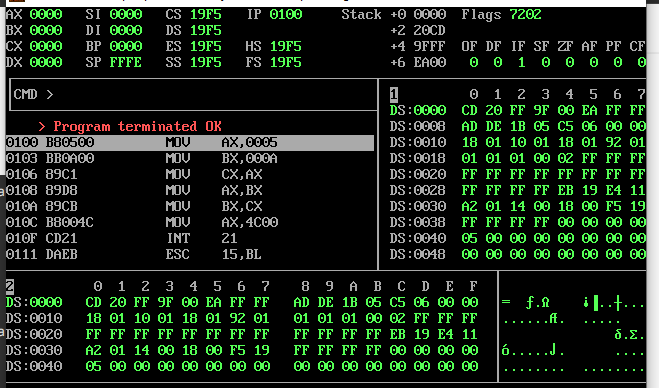 AX 0000 SI 0000 CS 19F5 IP 0100 Stack +0 0000 Flags 7202
BX 0000 DI 0000 DS 19F5 +2 20CD
CX 0000 BP 0000 ES 19F5 HS 19F5 +4 9FFF OF DF IF SF ZF AF PF CF
DX 0000 SP FFFE SS 19F5 FS 19F5 +6 EA00 0 0 1 0 0 0 0 0
CMD >
> Program terminated OK
0100 B80500 MOV AX,0005
0103 BB0A00 MOV BX,000A
0106 89C1 MOV CX,AX
0108 89D8 MOV AX,BX
010A 89CB MOV BX,CX
010C B8004C MOV AX,4C00
010F CD21 INT 21
0111 DAEB ESC 15,BL
1 0 1 2 3 4 5 6 7
DS:0000 CD 20 FF 9F 00 EA FF FF
DS:0008 AD DE 1B 05 C5 06 00 00
DS:0010 18 01 10 01 18 01 92 01
DS:0018 01 01 01 00 02 FF FF FF
DS:0020 FF FF FF FF FF FF FF FF
DS:0028 FF FF FF FF EB 19 E4 11
DS:0030 A2 01 14 00 18 00 F5 19
DS:0038 FF FF FF FF 00 00 00 00
DS:0040 05 00 00 00 00 00 00 00
DS:0048 00 00 00 00 00 00 00 00
2 0 1 2 3 4 5 6 7 8 9 A B C D E F
DS:0000 CD 20 FF 9F 00 EA FF FF AD DE 1B 05 C5 06 00 00
DS:0010 18 01 10 01 18 01 92 01 01 01 01 00 02 FF FF FF
DS:0020 FF FF FF FF FF FF FF FF FF FF FF FF EB 19 E4 11
DS:0030 A2 01 14 00 18 00 F5 19 FF FF FF FF 00 00 00 00
DS:0040 05 00 00 00 00 00 00 00 00 00 00 00 00 00 00 00
= ƒ.Ω ¡▐..┼...
......Æ. .....
δ.Σ.
ó.....⌡. ....
........ ........